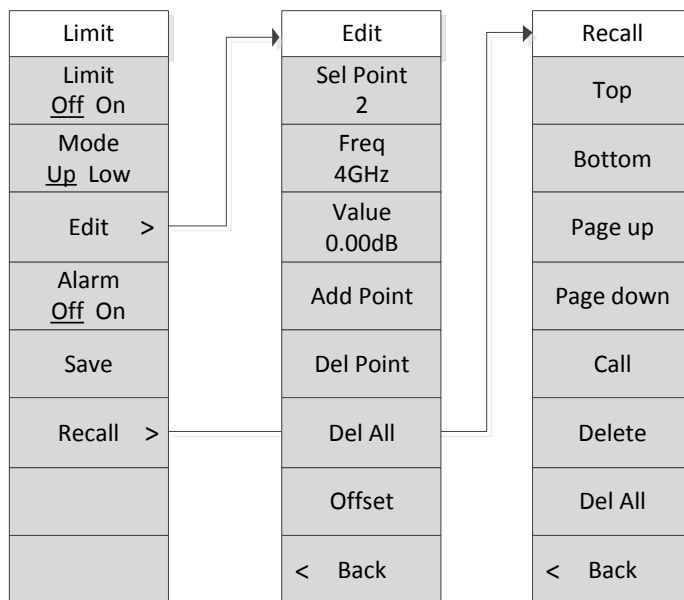 Limit
Limit
Off On
Mode
Up Low
Edit >
Alarm
Off On
Save
Recall >
Edit
Sel Point
2
Freq
4GHz
Value
0.00dB
Add Point
Del Point
Del All
Offset
< Back
Recall
Top
Bottom
Page up
Page down
Call
Delete
Del All
< Back